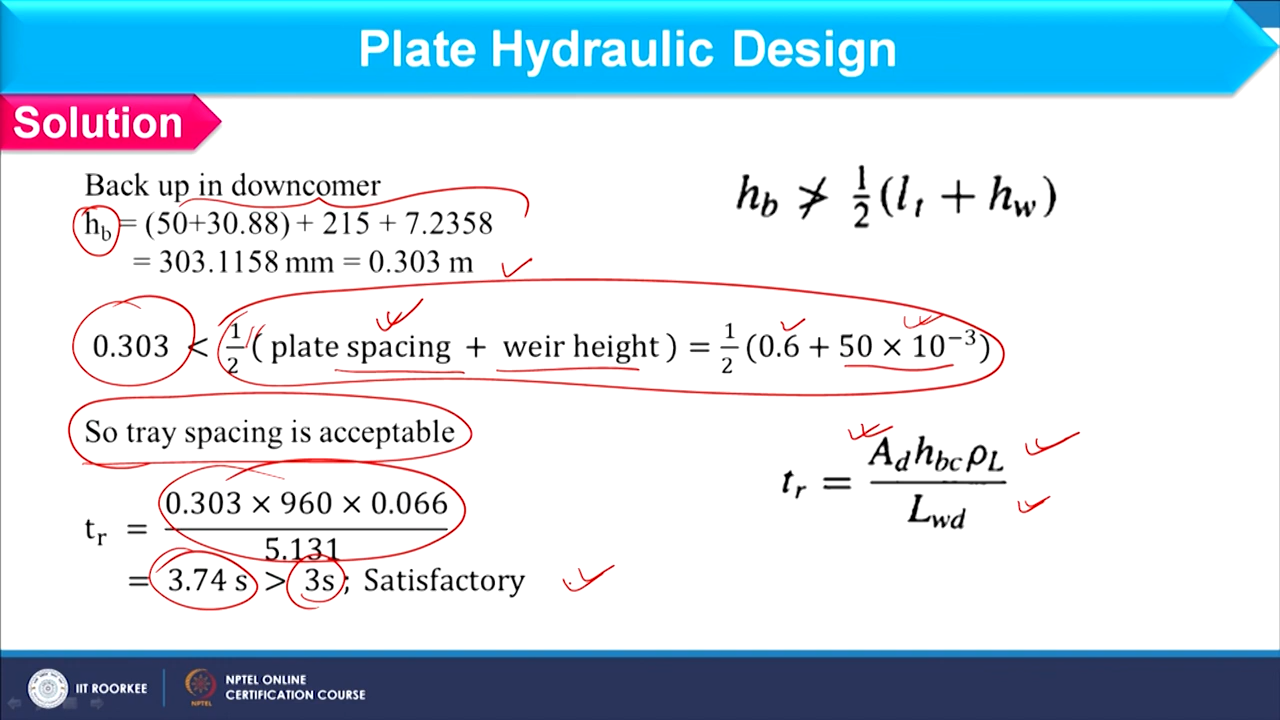 Plate Hydraulic Design
Solution
Back up in downcomer
h_b = (50+30.88) + 215 + 7.2358
= 303.1158 mm = 0.303 m
h_b ≯ 1/2 (l_t + h_w)
0.303 < 1/2 ( plate spacing + weir height ) = 1/2 (0.6 + 50 × 10⁻³)
So tray spacing is acceptable
t_r = (0.303 × 960 × 0.066) / 5.131
= 3.74 s > 3s ; Satisfactory
t_r = A_d h_bc ρ_L / L_wd
IIT ROORKEE
NPTEL ONLINE
CERTIFICATION COURSE
NPTEL